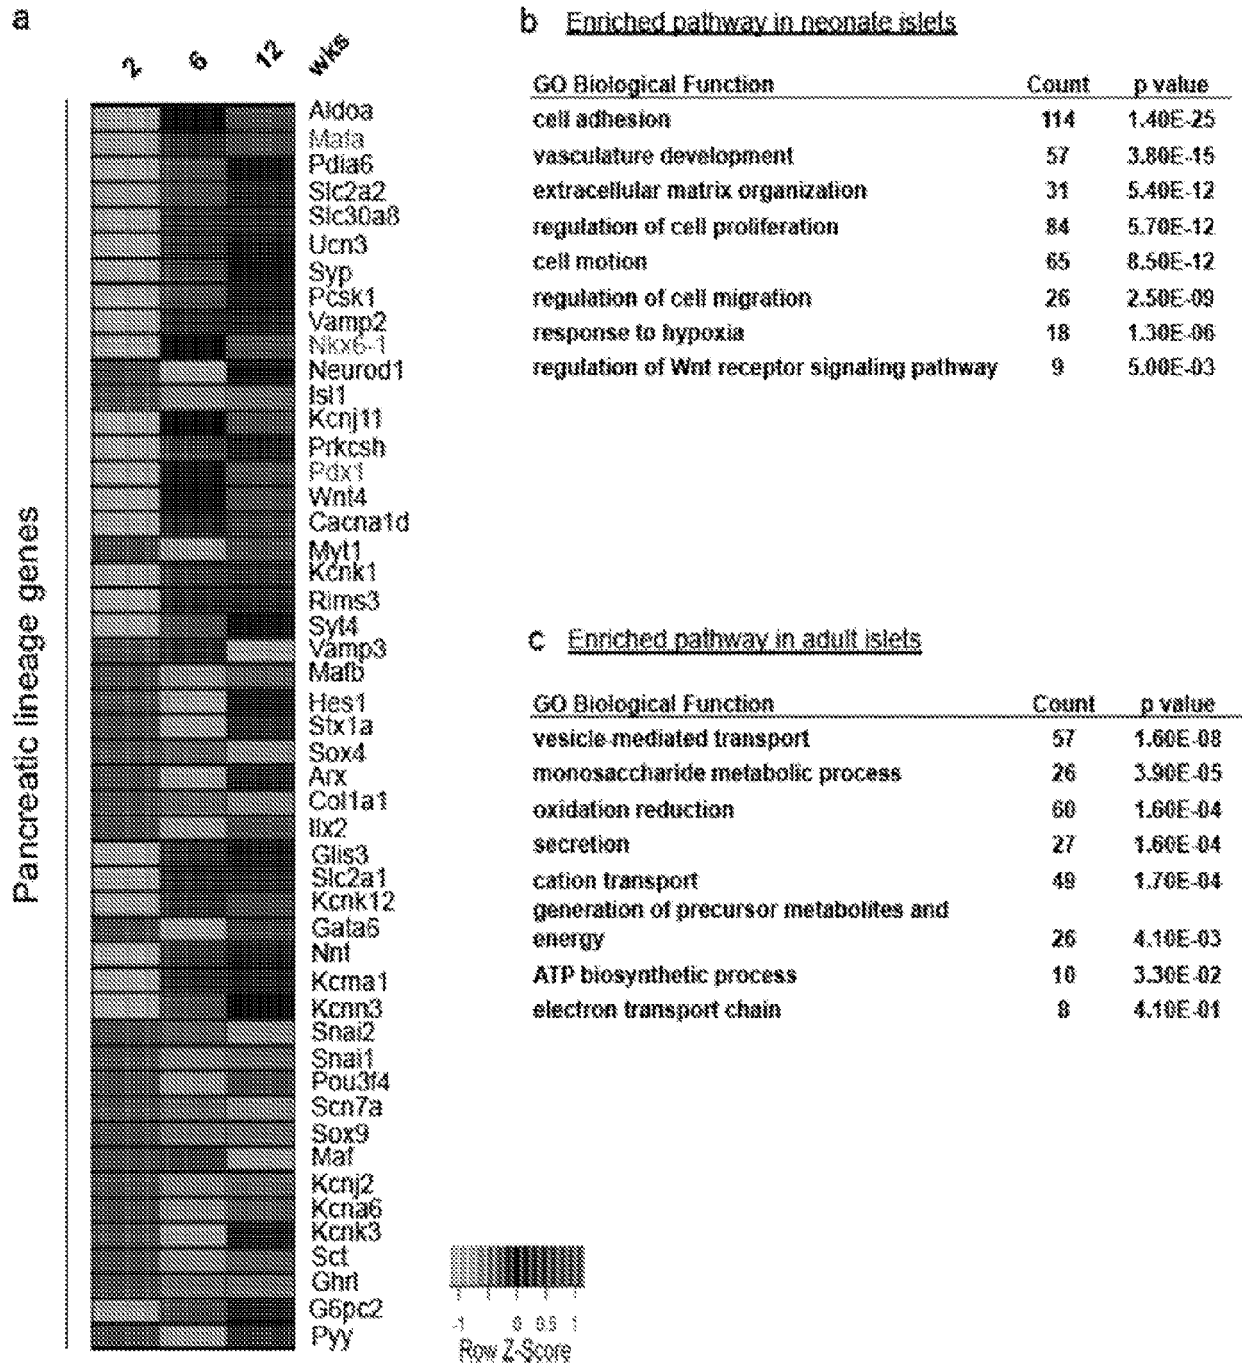 a
2 6 12 wks
Pancreatic lineage genes
Aldoa
Mafa
Pdia6
Slc2a2
Slc30a8
Ucn3
Syp
Pcsk1
Vamp2
Nkx6-1
Neurod1
Isl1
Kcnj11
Prkcsh
Pdx1
Wnt4
Cacna1d
Myt1
Kcnk1
Rims3
Syt4
Vamp3
Mafb
Hes1
Stx1a
Sox4
Arx
Col1a1
Glis3
Slc2a1
Kcnk12
Gata6
Nnt
Kcma1
Kcnn3
Snai2
Snai1
Pou3f4
Scn7a
Sox9
Maf
Kcnj2
Kcna6
Kcnk3
Sct
Ghrl
G6pc2
Pyy
-1 0 0.5 1
Row Z-Score
b Enriched pathway in neonate islets
GO Biological Function Count p value
cell adhesion 114 1.40E-25
vasculature development 57 3.80E-15
extracellular matrix organization 31 5.40E-12
regulation of cell proliferation 84 5.70E-12
cell motion 65 8.50E-12
regulation of cell migration 26 2.50E-09
response to hypoxia 18 1.30E-06
regulation of Wnt receptor signaling pathway 9 5.00E-03
c Enriched pathway in adult islets
GO Biological Function Count p value
vesicle-mediated transport 57 1.60E-08
monosaccharide metabolic process 26 3.90E-05
oxidation reduction 60 1.60E-04
secretion 27 1.60E-04
cation transport 49 1.70E-04
generation of precursor metabolites and
energy 26 4.10E-03
ATP biosynthetic process 10 3.30E-02
electron transport chain 8 4.10E-01